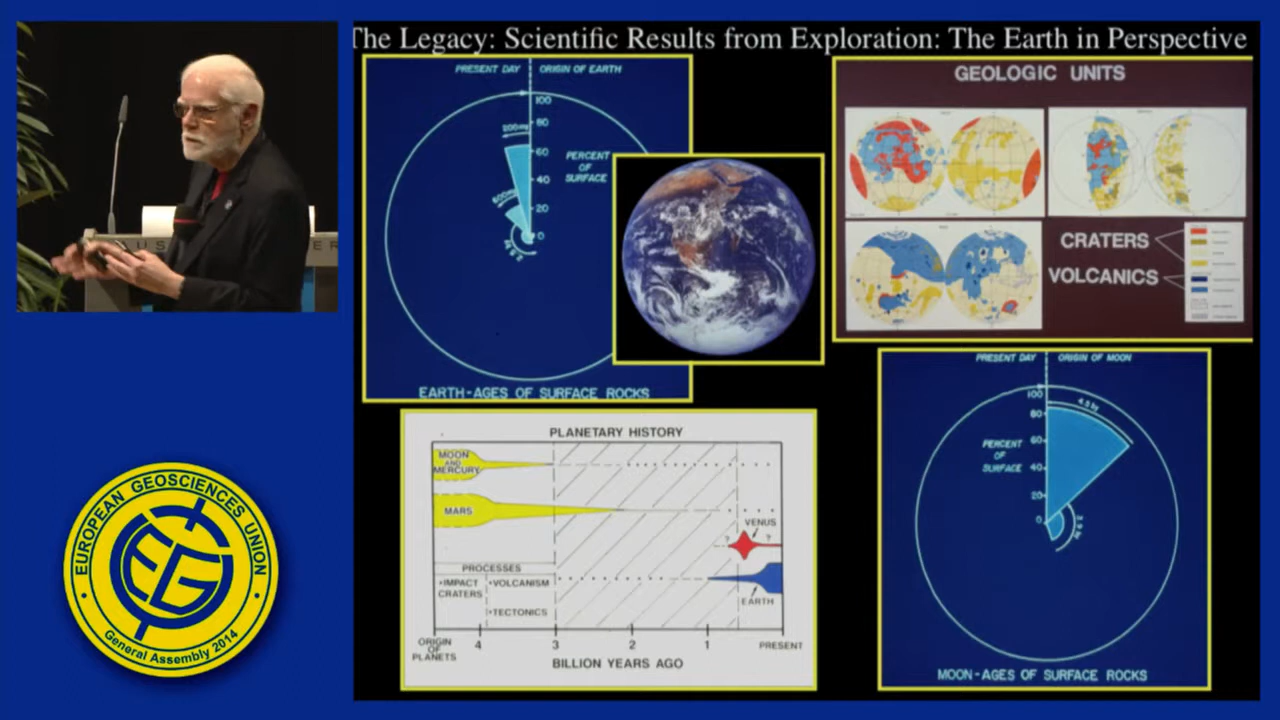 The Legacy: Scientific Results from Exploration: The Earth in Perspective
PRESENT DAY
ORIGIN OF EARTH
100
80
60
40
20
0
200my
600my
PERCENT
OF
SURFACE
EARTH-AGES OF SURFACE ROCKS
GEOLOGIC UNITS
CRATERS
VOLCANICS
PLANETARY HISTORY
MOON
AND
MERCURY
MARS
VENUS
?
?
EARTH
PROCESSES
•IMPACT
CRATERS
•VOLCANISM
•TECTONICS
ORIGIN
OF
PLANETS
4
3
2
1
PRESENT
BILLION YEARS AGO
PRESENT DAY
ORIGIN OF MOON
100
80
60
40
20
0
PERCENT
OF
SURFACE
MOON-AGES OF SURFACE ROCKS
EUROPEAN GEOSCIENCES UNION
EGU
General Assembly 2014